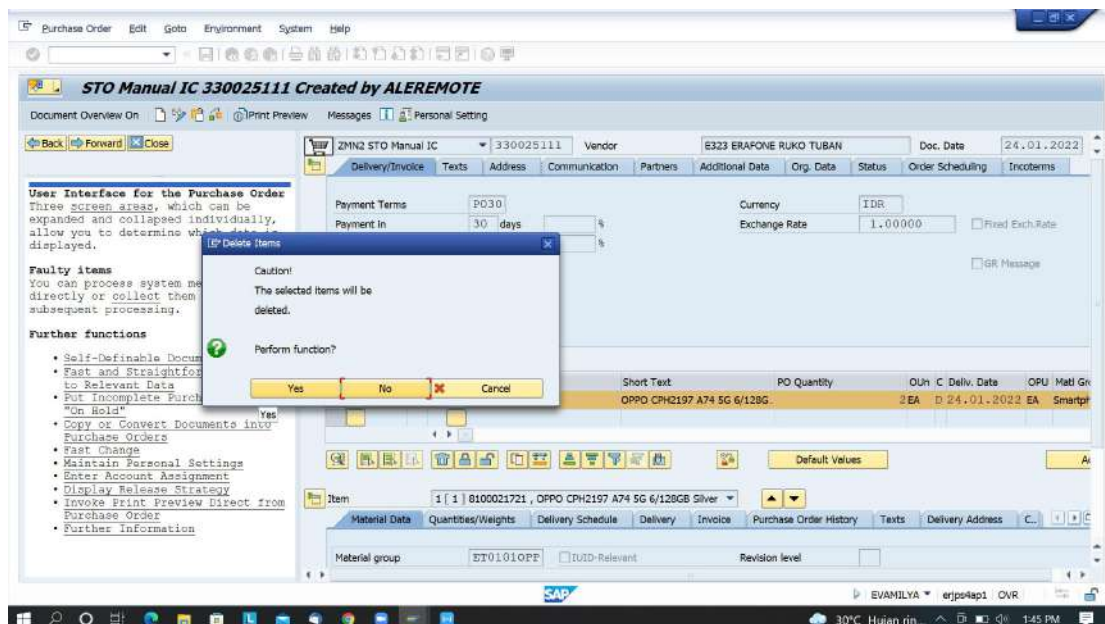 Purchase Order Edit Goto Environment System Help
STO Manual IC 330025111 Created by ALEREMOTE
Document Overview On Print Preview Messages Personal Setting
Back Forward Close
ZMN2 STO Manual IC 330025111 Vendor E323 ERAFONE RUKO TUBAN Doc. Date 24.01.2022
Delivery/Invoice Texts Address Communication Partners Additional Data Org. Data Status Order Scheduling Incoterms
User Interface for the Purchase Order
Three screen areas, which can be
expanded and collapsed individually,
allow you to determine which data is
displayed.
Payment Terms PO30 Currency IDR
Payment in 30 days % Exchange Rate 1.00000 Fixed Exch.Rate
%
GR Message
Faulty items
You can process system me
directly or collect them
subsequent processing.
Further functions
• Self-Definable Docum
• Fast and Straightfor
to Relevant Data
• Put Incomplete Purch
"On Hold"
• Copy or Convert Documents into
Purchase Orders
• Fast Change
• Maintain Personal Settings
• Enter Account Assignment
• Display Release Strategy
• Invoke Print Preview Direct from
Purchase Order
• Further Information
Delete Items
Caution!
The selected items will be
deleted.
Perform function?
Yes No Cancel
Yes
Short Text PO Quantity OUn C Deliv. Date OPU Matl Gr
OPPO CPH2197 A74 5G 6/128G. 2 EA D 24.01.2022 EA Smartph
Default Values
Item 1 [ 1 ] 8100021721 , OPPO CPH2197 A74 5G 6/128GB Silver
Material Data Quantities/Weights Delivery Schedule Delivery Invoice Purchase Order History Texts Delivery Address C..
Material group ET01010PP IUID-Relevant Revision level
SAP
EVAMILYA erjps4ap1 OVR
30°C Hujan rin... 1:45 PM